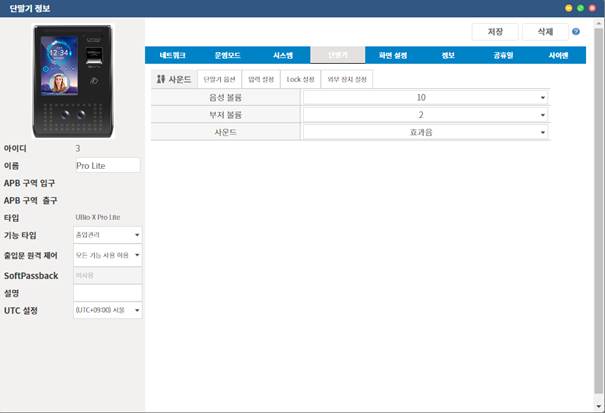 단말기 정보
12:34
저장 삭제
네트워크 운영모드 시스템 단말기 화면 설정 정보 공휴일 사이렌
사운드 단말기 옵션 입력 설정 Lock 설정 외부 장치 설정
음성 볼륨 10
부저 볼륨 2
사운드 효과음
아이디 3
이름 Pro Lite
APB 구역 입구
APB 구역 출구
타입 UBio-X Pro Lite
기능 타입 출입관리
출입문 원격 제어 모든 기능 사용 허용
SoftPassback 미사용
설명
UTC 설정 (UTC+09:00) 서울